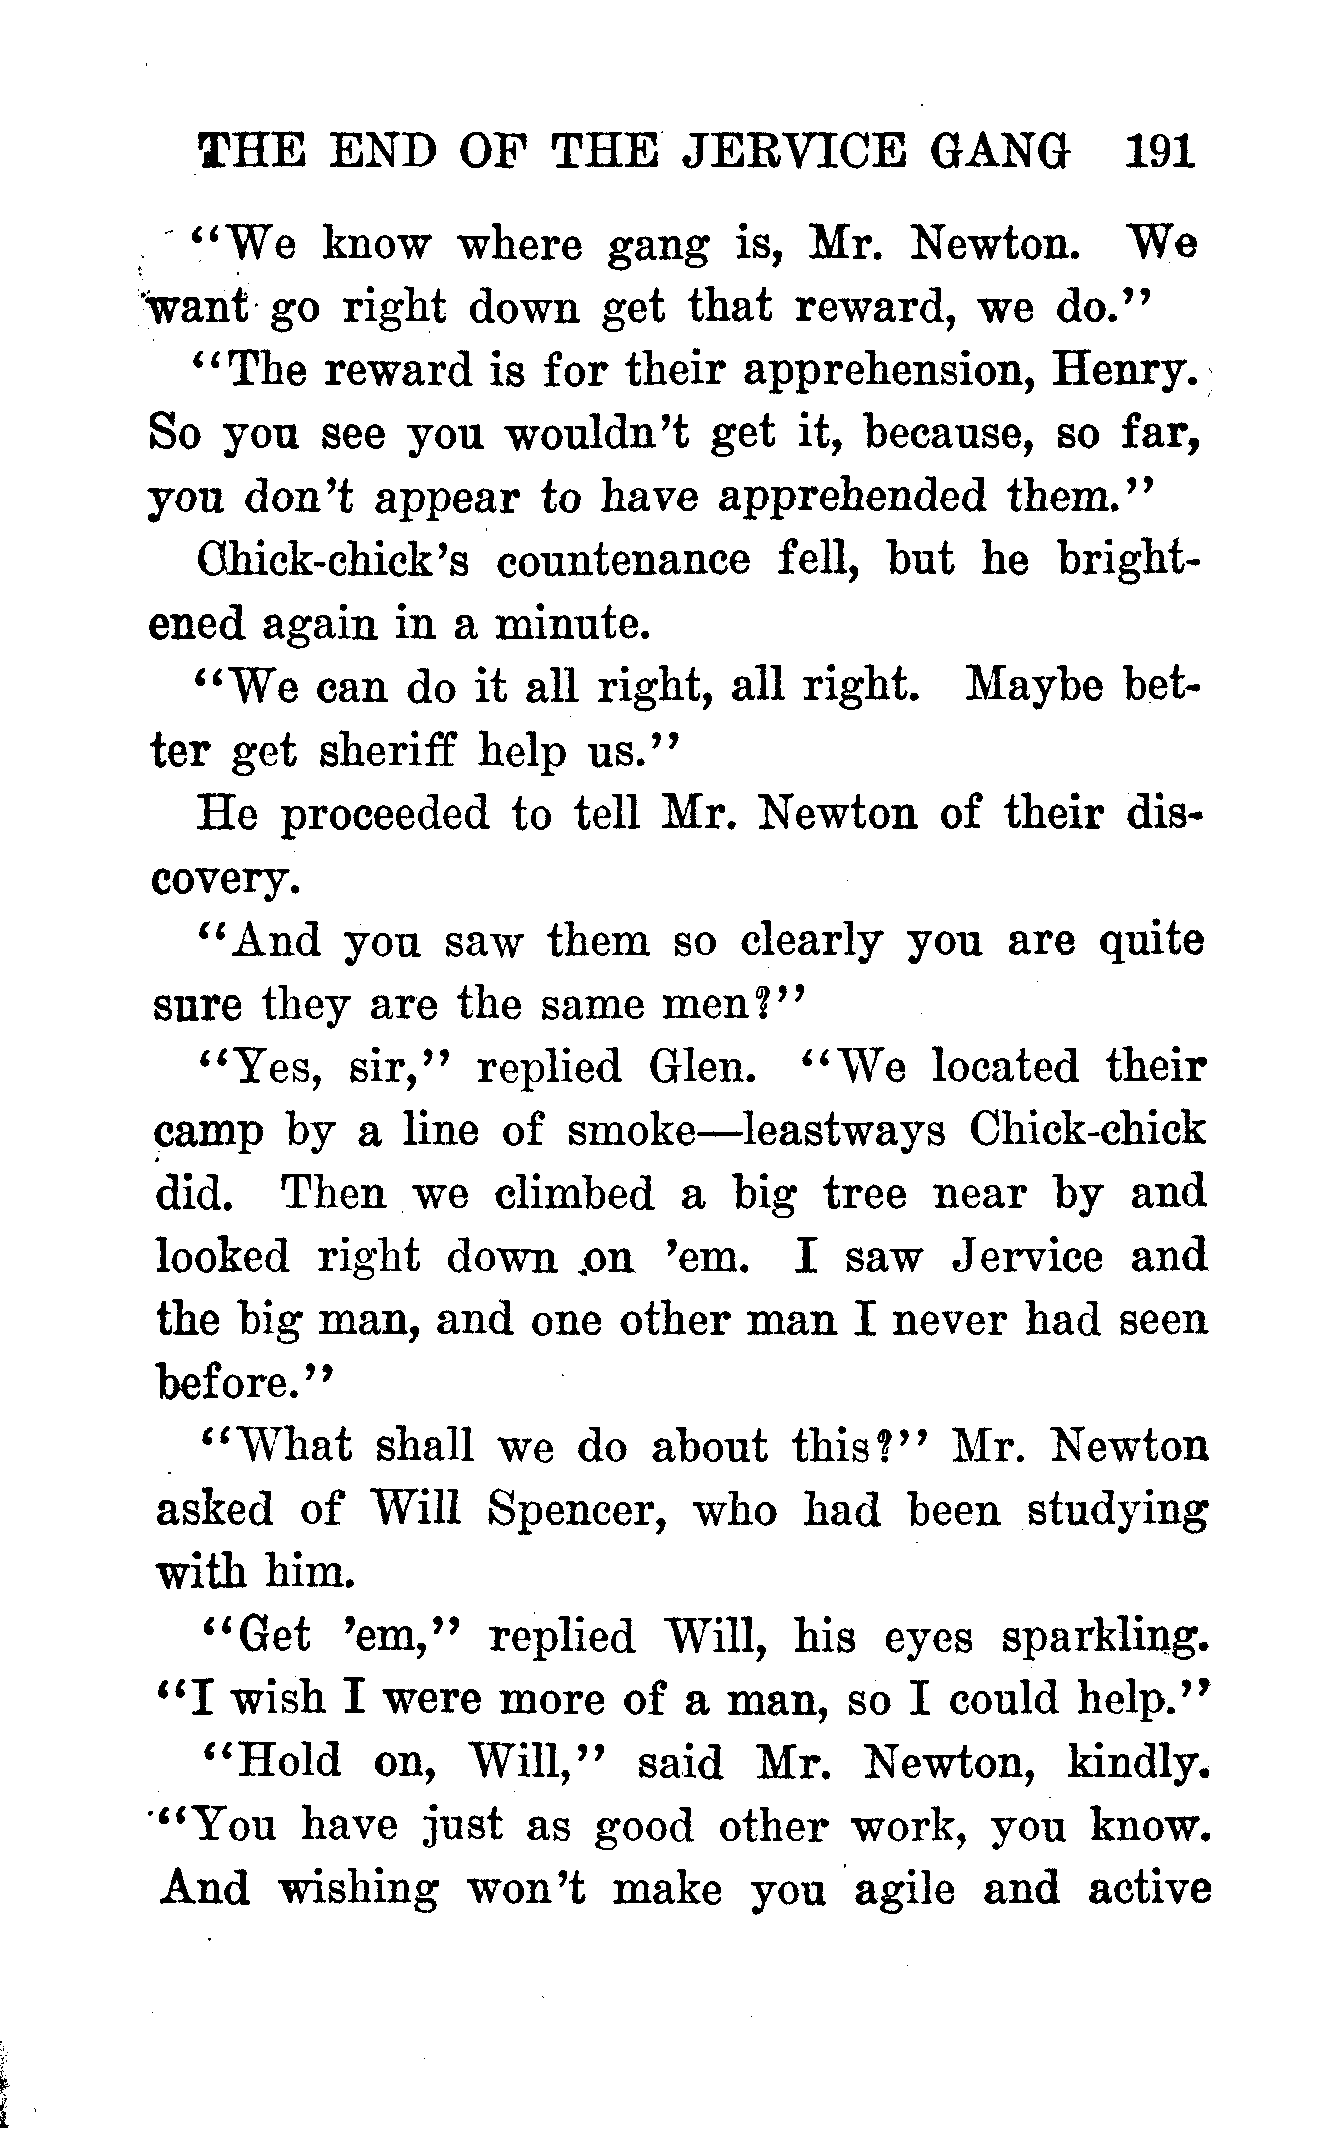 THE END OF THE JERVICE GANG 191
"We know where gang is, Mr. Newton. We
want go right down get that reward, we do."
"The reward is for their apprehension, Henry.
So you see you wouldn't get it, because, so far,
you don't appear to have apprehended them."
Chick-chick's countenance fell, but he bright-
ened again in a minute.
"We can do it all right, all right. Maybe bet-
ter get sheriff help us."
He proceeded to tell Mr. Newton of their dis-
covery.
"And you saw them so clearly you are quite
sure they are the same men?"
"Yes, sir," replied Glen. "We located their
camp by a line of smoke—leastways Chick-chick
did. Then we climbed a big tree near by and
looked right down on 'em. I saw Jervice and
the big man, and one other man I never had seen
before."
"What shall we do about this?" Mr. Newton
asked of Will Spencer, who had been studying
with him.
"Get 'em," replied Will, his eyes sparkling.
"I wish I were more of a man, so I could help."
"Hold on, Will," said Mr. Newton, kindly.
"You have just as good other work, you know.
And wishing won't make you agile and active